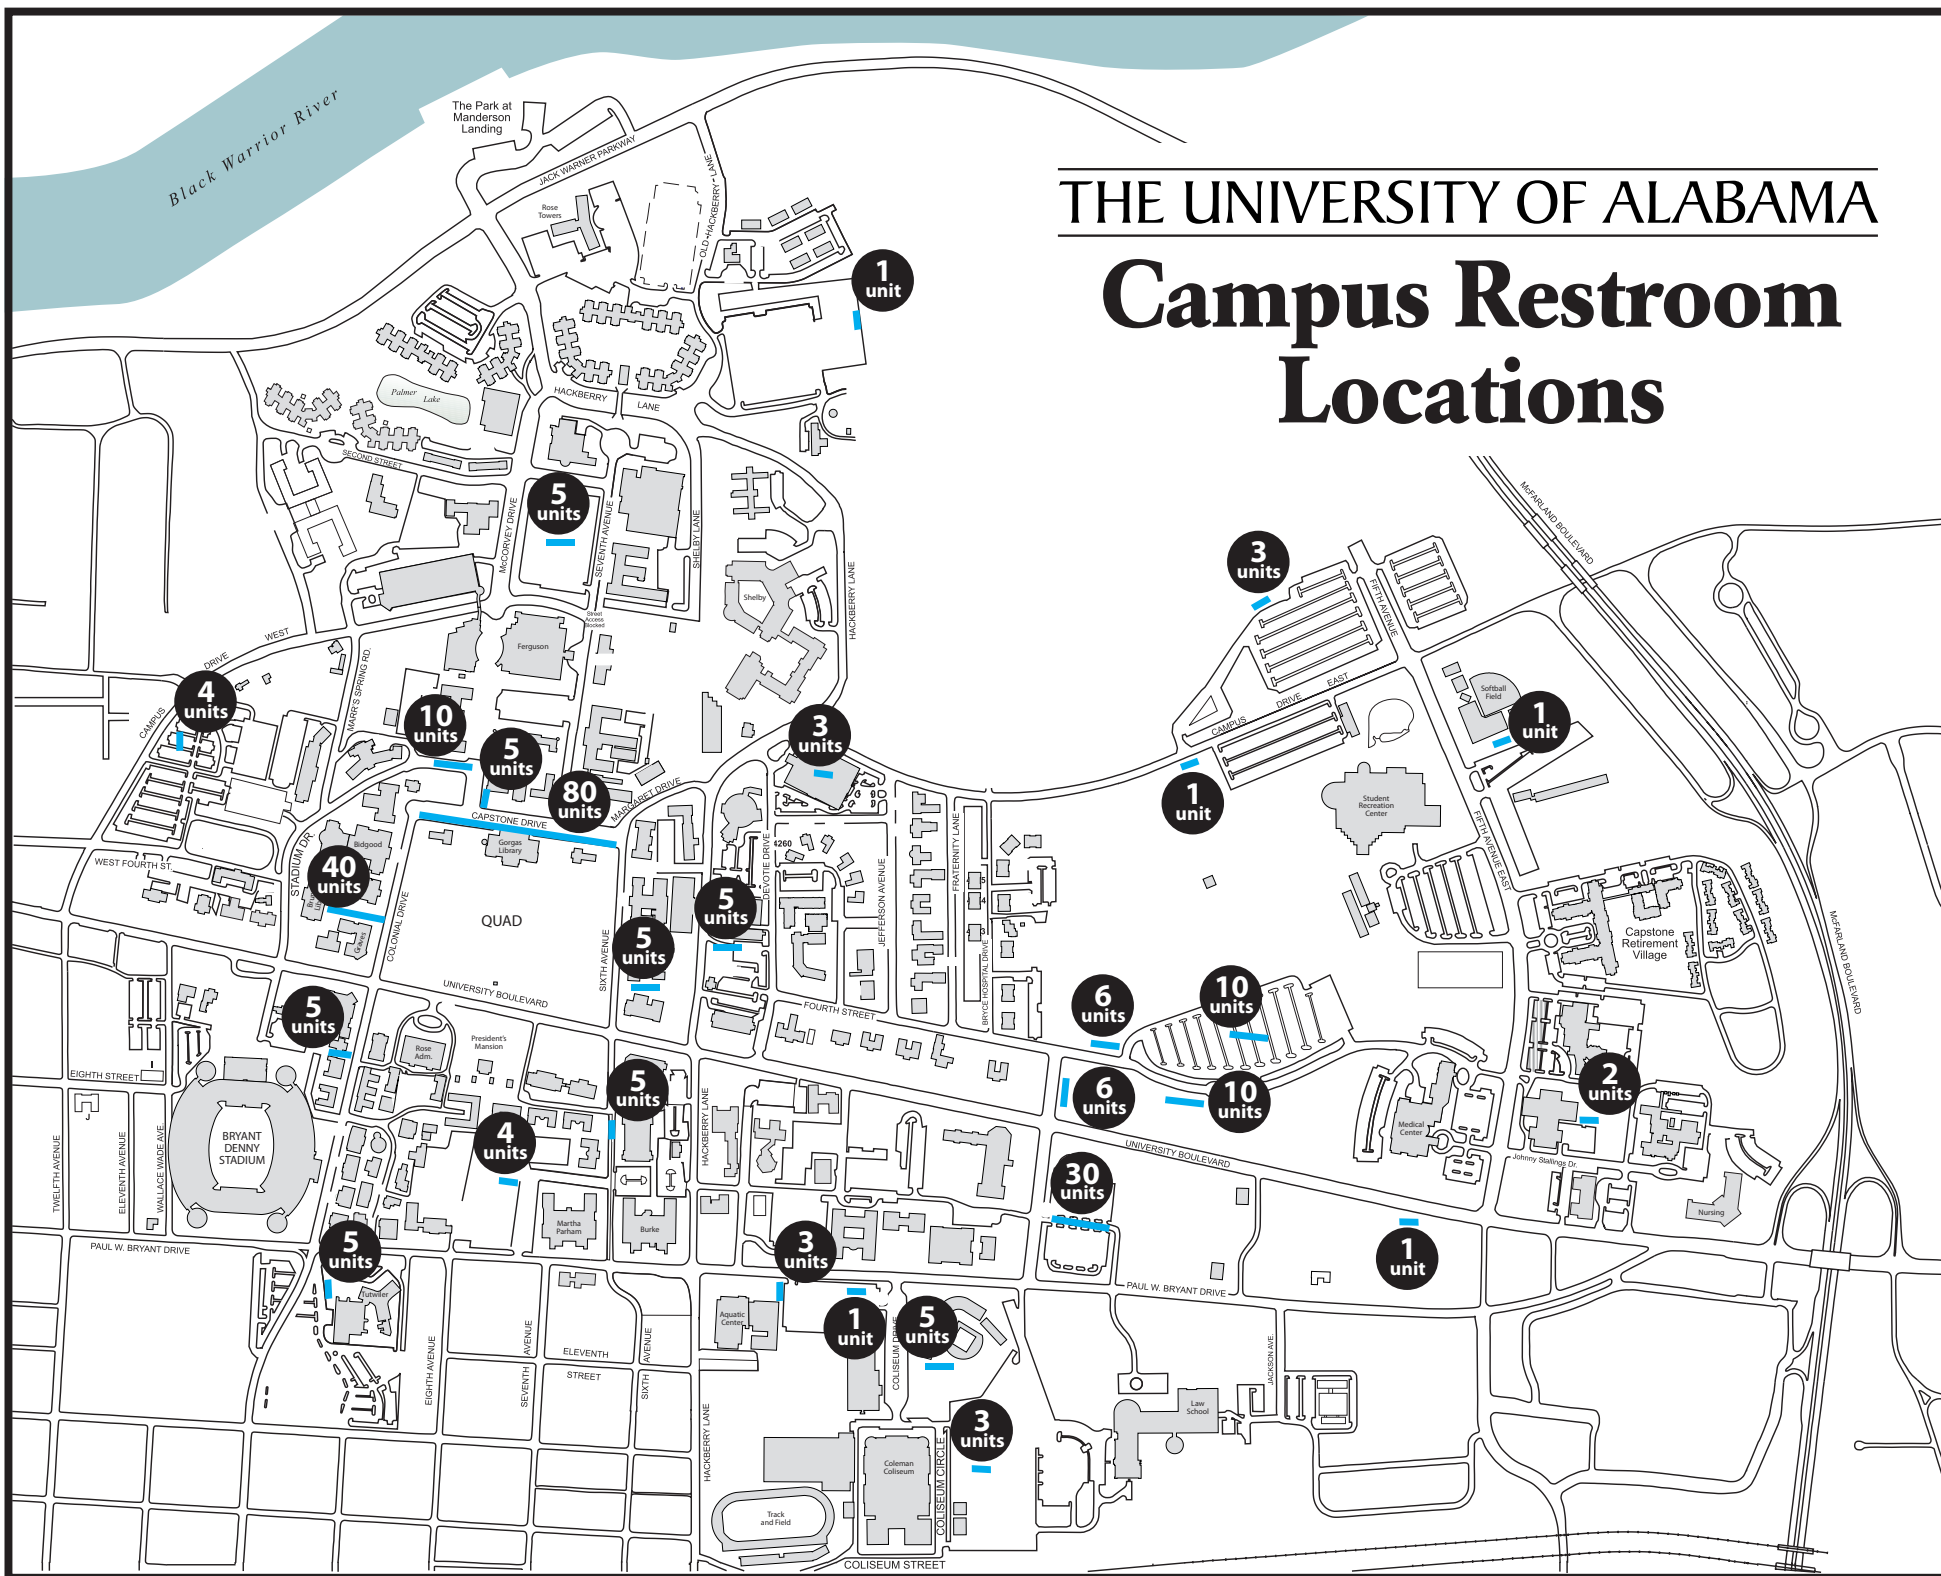 The Park at
Manderson
Landing
Black Warrior River
JACK WARNER PARKWAY
OLD HACKBERRY LANE
THE UNIVERSITY OF ALABAMA
Campus Restroom
Locations
Rose
Towers
1
unit
Palmer
Lake
HACKBERRY
LANE
SECOND STREET
5
units
McCORVEY DRIVE
SEVENTH AVENUE
SHELBY LANE
HACKBERRY LANE
McFARLAND BOULEVARD
3
units
FIFTH AVENUE
Shelby
Street
Access
Blocked
Ferguson
WEST
DRIVE
CAMPUS
MARR'S SPRING RD.
4
units
10
units
5
units
80
units
3
units
CAMPUS
DRIVE
EAST
Softball
Field
1
unit
1
unit
MARGARET DRIVE
CAPSTONE DRIVE
Gorgas
Library
Student
Recreation
Center
FIFTH AVENUE EAST
STADIUM DR.
Bidgood
WEST FOURTH ST.
40
units
Graves
COLONIAL DRIVE
QUAD
4260
DEVOTIE DRIVE
JEFFERSON AVENUE
FRATERNITY LANE
5
4
3
BRYCE HOSPITAL DRIVE
5
units
5
units
SIXTH AVENUE
Capstone
Retirement
Village
McFARLAND BOULEVARD
UNIVERSITY BOULEVARD
FOURTH STREET
5
units
6
units
10
units
Rose
Adm.
President's
Mansion
EIGHTH STREET
5
units
6
units
10
units
2
units
HACKBERRY LANE
Medical
Center
BRYANT
DENNY
STADIUM
4
units
UNIVERSITY BOULEVARD
Johnny Stallings Dr.
TWELFTH AVENUE
ELEVENTH AVENUE
WALLACE WADE AVE.
30
units
Martha
Parham
Burke
Nursing
PAUL W. BRYANT DRIVE
5
units
3
units
1
unit
PAUL W. BRYANT DRIVE
Tutwiler
Aquatic
Center
1
unit
5
units
COLISEUM DRIVE
EIGHTH AVENUE
SEVENTH
AVENUE
ELEVENTH
STREET
SIXTH
AVENUE
JACKSON AVE.
Law
School
3
units
HACKBERRY LANE
Coleman
Coliseum
COLISEUM CIRCLE
Track
and Field
COLISEUM STREET